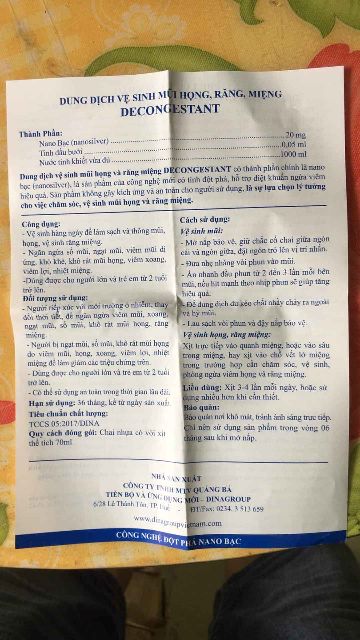 DUNG DỊCH VỆ SINH MŨI HỌNG, RĂNG, MIỆNG
DECONGESTANT
Thành Phần:
Nano Bạc (nanosilver) 20 mg
Tinh dầu bưởi 0,05 ml
Nước tinh khiết vừa đủ 1000 ml
Dung dịch vệ sinh mũi họng và răng miệng DECONGESTANT có thành phần chính là nano
bạc (nanosilver), là sản phẩm của công nghệ mới có tính đột phá, hỗ trợ diệt khuẩn ngừa viêm
hiệu quả. Sản phẩm không gây kích ứng và an toàn cho người sử dụng, là sự lựa chọn lý tưởng
cho việc chăm sóc, vệ sinh mũi họng và răng miệng.
Công dụng:
- Vệ sinh hàng ngày để làm sạch và thông mũi,
họng, vệ sinh răng miệng.
- Ngăn ngừa sổ mũi, ngạt mũi, viêm mũi dị
ứng, khô khè, khô rát mũi họng, viêm xoang,
viêm lợi, nhiệt miệng.
-Dùng được cho người lớn và trẻ em từ 2 tuổi
trở lên.
Đối tượng sử dụng:
- Người tiếp xúc với môi trường ô nhiễm, thay
đổi thời tiết, dễ ngăn ngừa viêm mũi, xoang,
ngạt mũi, sổ mũi, khô rát mũi họng, răng
miệng.
- Người bị ngạt mũi, sổ mũi, khô rát mũi họng
do viêm mũi, họng, xoang, viêm lợi, nhiệt
miệng để làm giảm các triệu chứng trên.
- Dùng được cho người lớn và trẻ em từ 2 tuổi
trở lên.
- Có thể sử dụng an toàn trong thời gian lâu dài.
Hạn sử dụng: 36 tháng, kể từ ngày sản xuất.
Tiêu chuẩn chất lượng:
TCCS 05:2017/DINA
Quy cách đóng gói: Chai nhựa có vòi xịt
thể tích 70ml.
Cách sử dụng:
Vệ sinh mũi:
- Mở nắp bảo vệ, giữ chắc cổ chai giữa ngón
cái và ngón giữa, đặt ngón trỏ lên vị trí nhấn.
- Đưa nhẹ nhàng vòi phun vào mũi.
- Ấn nhanh đầu phun từ 2 đến 3 lần mỗi bên
mũi, nếu hít mạnh theo nhịp phun sẽ giúp tăng
hiệu quả.
- Để dung dịch dư kéo chất nhầy chảy ra ngoài
và hỷ mũi.
- Lau sạch vòi phun và đậy nắp bảo vệ.
Vệ sinh họng, răng miệng:
Xịt trực tiếp vào quanh miệng, hoặc vào sâu
trong miệng, hay xịt vào chỗ vết lở miệng
trong trường hợp cần chăm sóc, vệ sinh,
phòng ngừa viêm họng và răng miệng.
Liều dùng: Xịt 3-4 lần mỗi ngày, hoặc sử
dụng nhiều hơn khi cần thiết.
Bảo quản:
Bảo quản nơi khô mát, tránh ánh sáng trực tiếp.
Chỉ nên sử dụng sản phẩm trong vòng 06
tháng sau khi mở nắp.
NHÀ SẢN XUẤT
CÔNG TY TNHH MTV QUẢNG BÁ
TIẾN BỘ VÀ ỨNG DỤNG MỚI - DINAGROUP
6/28 Lê Thánh Tôn, TP. Huế - ĐT/Fax: 0234. 3 513 659
www.dinagroupvietnam.com
CÔNG NGHỆ ĐỘT PHÁ NANO BẠC